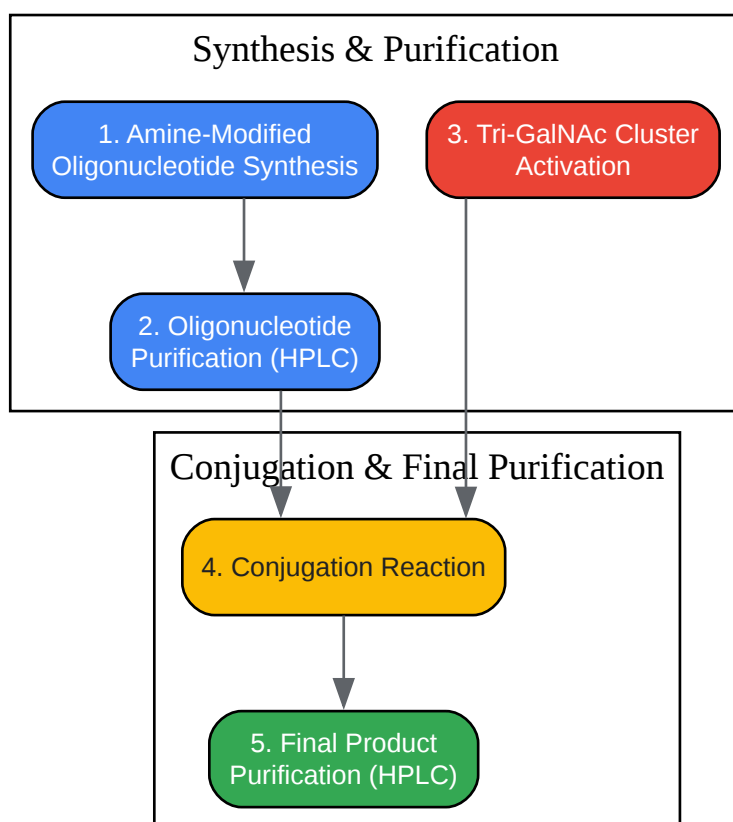 Synthesis & Purification
1. Amine-Modified
Oligonucleotide Synthesis
3. Tri-GalNAc Cluster
Activation
2. Oligonucleotide
Purification (HPLC)
Conjugation & Final Purification
4. Conjugation Reaction
5. Final Product
Purification (HPLC)